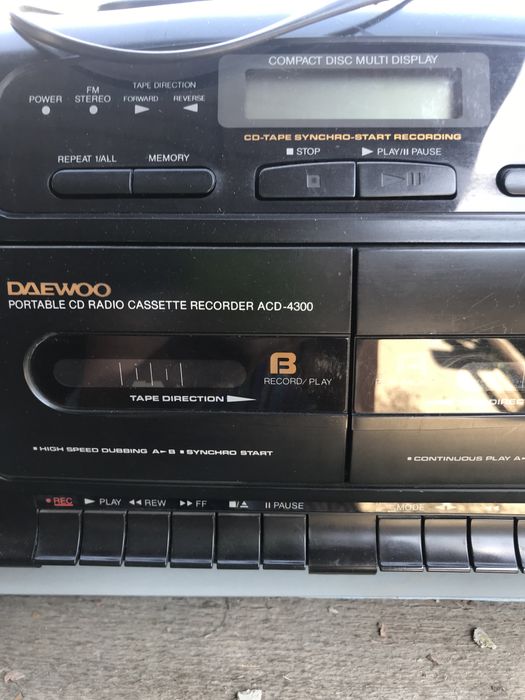 COMPACT DISC MULTI DISPLAY
POWER
FM STEREO
TAPE DIRECTION
FORWARD
REVERSE
CD-TAPE SYNCHRO-START RECORDING
REPEAT 1/ALL
MEMORY
■ STOP
► PLAY/II PAUSE
DAEWOO
PORTABLE CD RADIO CASSETTE RECORDER ACD-4300
B
RECORD/PLAY
TAPE DIRECTION
■ HIGH SPEED DUBBING A►B ■ SYNCHRO START
■ CONTINUOUS PLAY A
● REC ► PLAY ◄◄ REW ►► FF ■/▲ II PAUSE
MODE